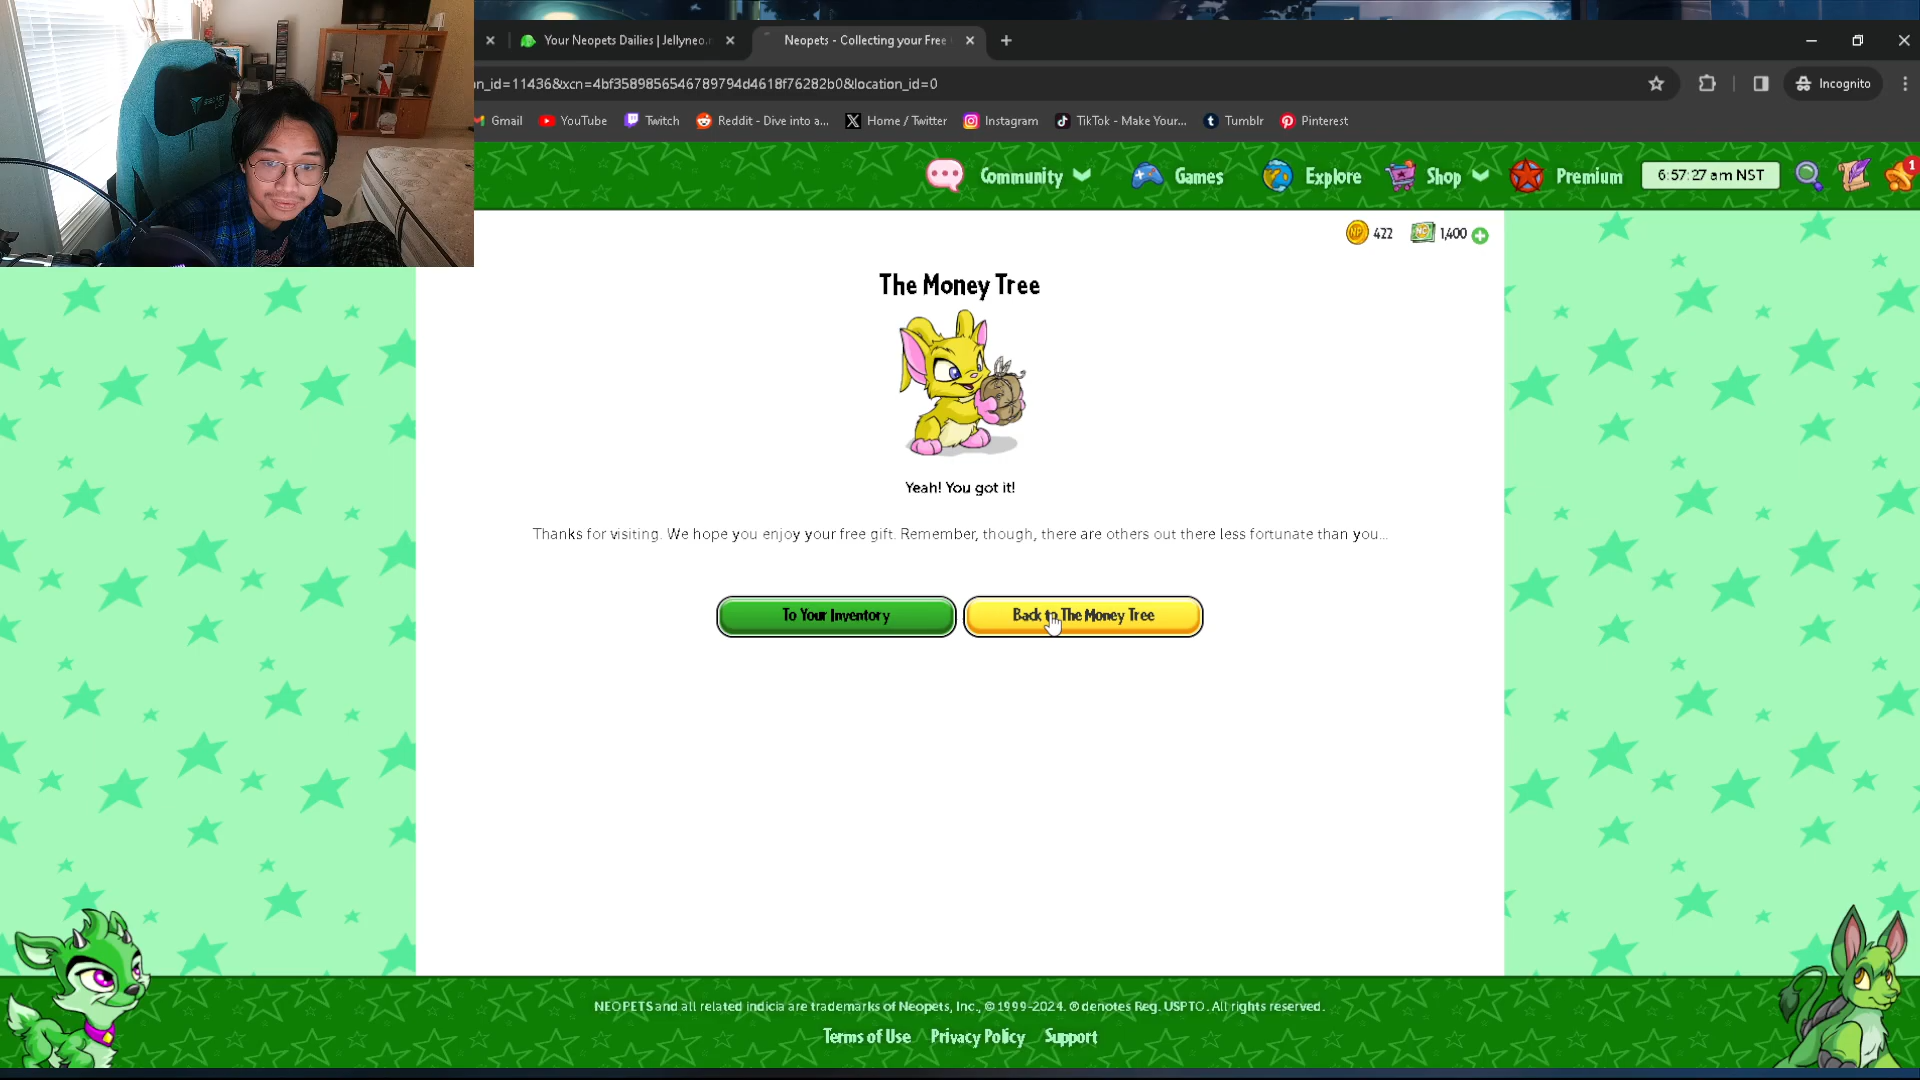 Your Neopets Dailies | Jellyneo.
Neopets - Collecting your Free
n_id=11436&xcn=4bf3589856546789794d4618f76282b0&location_id=0
Incognito
Gmail
YouTube
Twitch
Reddit - Dive into a...
Home / Twitter
Instagram
TikTok - Make Your...
Tumblr
Pinterest
Community
Games
Explore
Shop
Premium
6:57:27 am NST
1
NP
422
NC
1,400
The Money Tree
Yeah! You got it!
Thanks for visiting. We hope you enjoy your free gift. Remember, though, there are others out there less fortunate than you...
To Your Inventory
Back to The Money Tree
NEOPETS and all related indicia are trademarks of Neopets, Inc., © 1999-2024. ® denotes Reg. USPTO. All rights reserved.
Terms of Use
Privacy Policy
Support